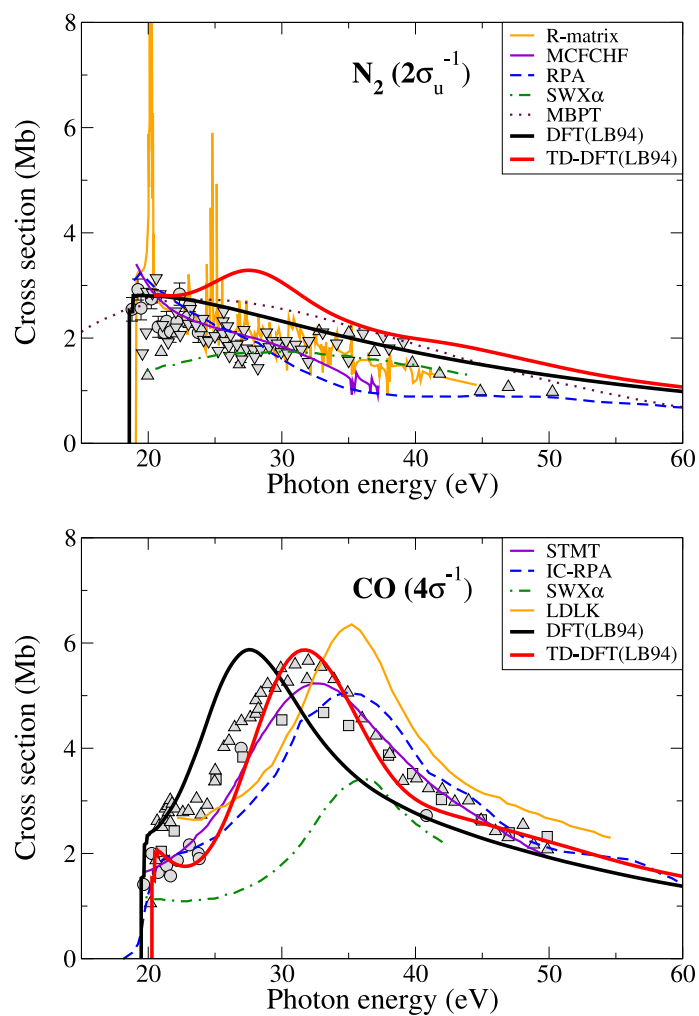 8
6
4
2
0
Cross section (Mb)
N₂ (2σᵤ⁻¹)
R-matrix
MCFCHF
RPA
SWXα
MBPT
DFT(LB94)
TD-DFT(LB94)
20 30 40 50 60
Photon energy (eV)
8
6
4
2
0
Cross section (Mb)
CO (4σ⁻¹)
STMT
IC-RPA
SWXα
LDLK
DFT(LB94)
TD-DFT(LB94)
20 30 40 50 60
Photon energy (eV)